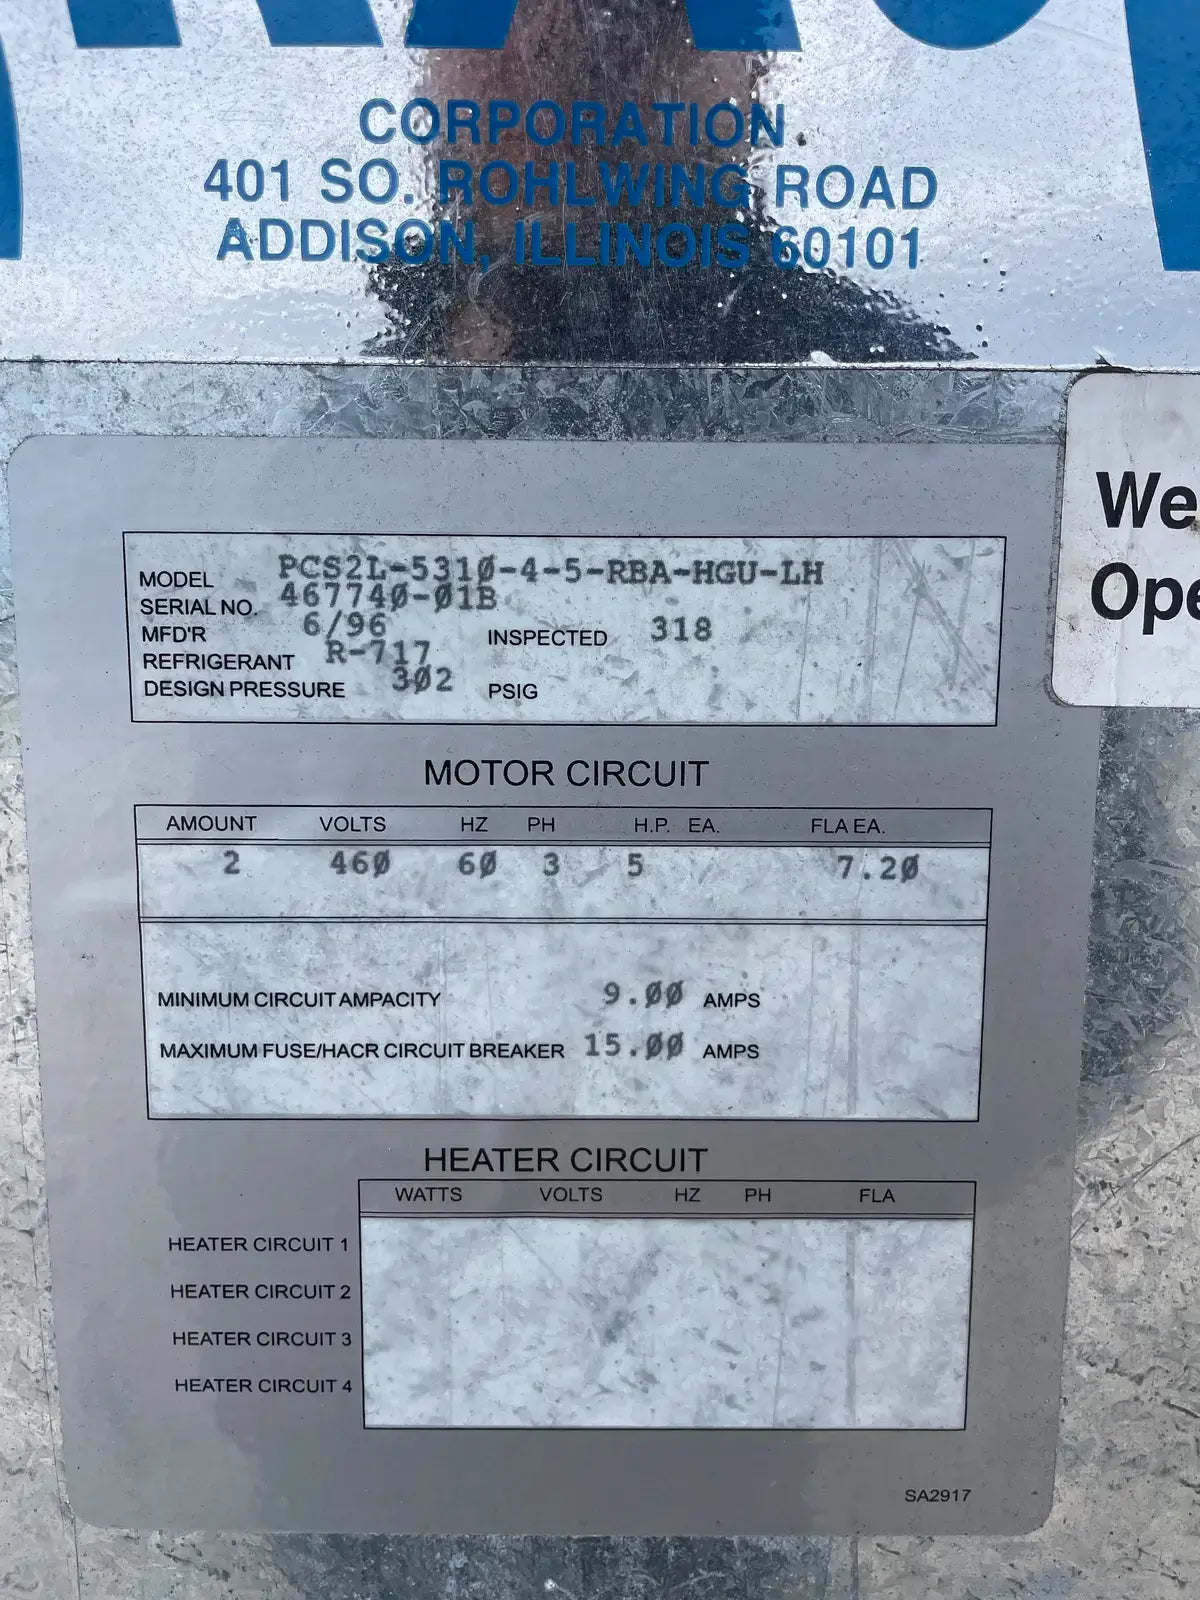 CORPORATION
401 SO. ROHLWING ROAD
ADDISON, ILLINOIS 60101
We
Ope
MODEL PCS2L-5310-4-5-RBA-HGU-LH
SERIAL NO. 467740-01B
MFD'R 6/96 INSPECTED 318
REFRIGERANT R-717
DESIGN PRESSURE 302 PSIG
MOTOR CIRCUIT
AMOUNT VOLTS HZ PH H.P. EA. FLA EA.
2 460 60 3 5 7.20
MINIMUM CIRCUIT AMPACITY 9.00 AMPS
MAXIMUM FUSE/HACR CIRCUIT BREAKER 15.00 AMPS
HEATER CIRCUIT
WATTS VOLTS HZ PH FLA
HEATER CIRCUIT 1
HEATER CIRCUIT 2
HEATER CIRCUIT 3
HEATER CIRCUIT 4
SA2917